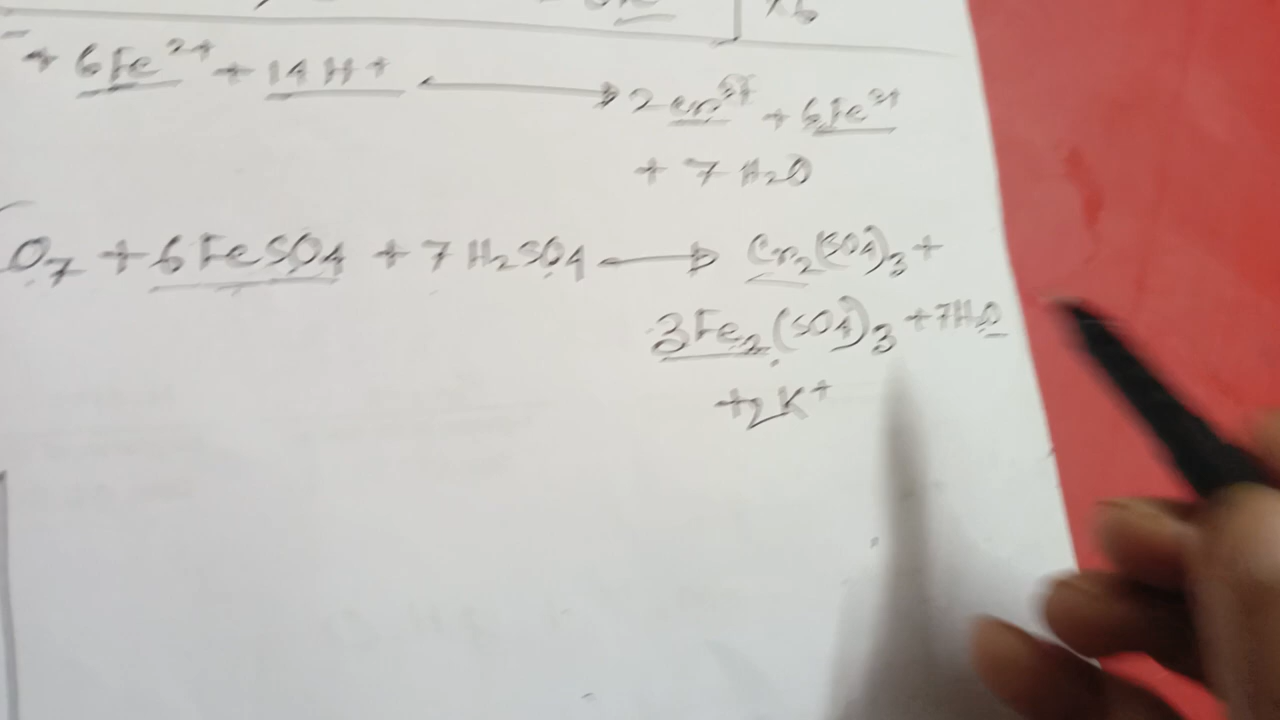 + 6Fe²⁺ + 14H⁺ ⟶ 2Cr³⁺ + 6Fe³⁺
+ 7H₂O
O₇ + 6FeSO₄ + 7H₂SO₄ ⟶ Cr₂(SO₄)₃ +
3Fe₂(SO₄)₃ + 7H₂O
+ 2K⁺